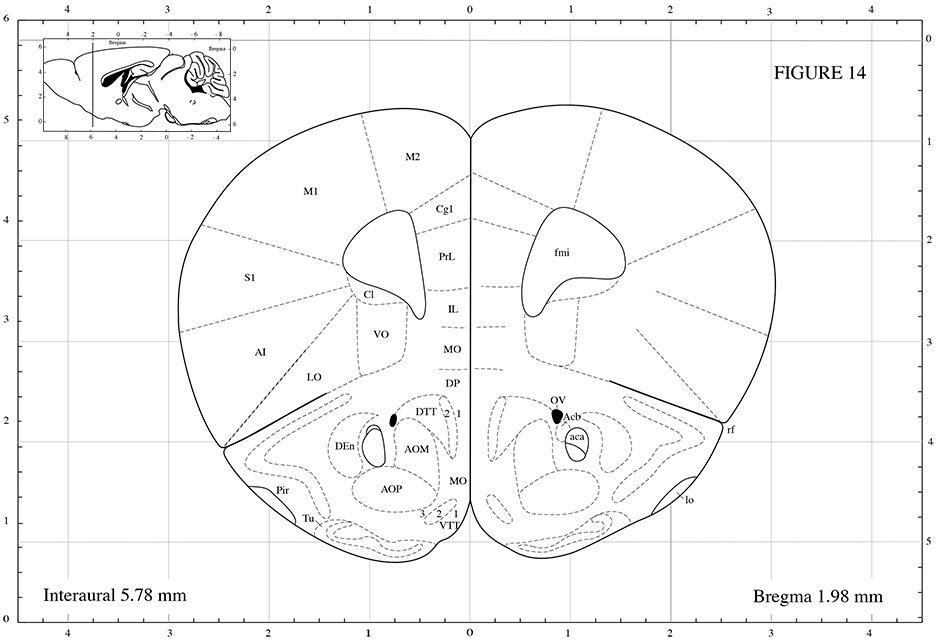 4 3 2 1 0 1 2 3 4
6
0
4 2 0 -2 -4 -6 -8
Bregma
Bregma
6 0
4 2
2 4
0 6
8 6 4 2 0 -2 -4
FIGURE 14
5
1
M2
M1
Cg1
4
2
PrL
fmi
S1
Cl
IL
3
3
VO
MO
AI
LO
DP
OV
DTT 2 1
Acb
2
4
rf
aca
DEn
AOM
MO
AOP
Pir
lo
3 2 1
Tu
VTT
1
5
Interaural 5.78 mm
Bregma 1.98 mm
0
4 3 2 1 0 1 2 3 4